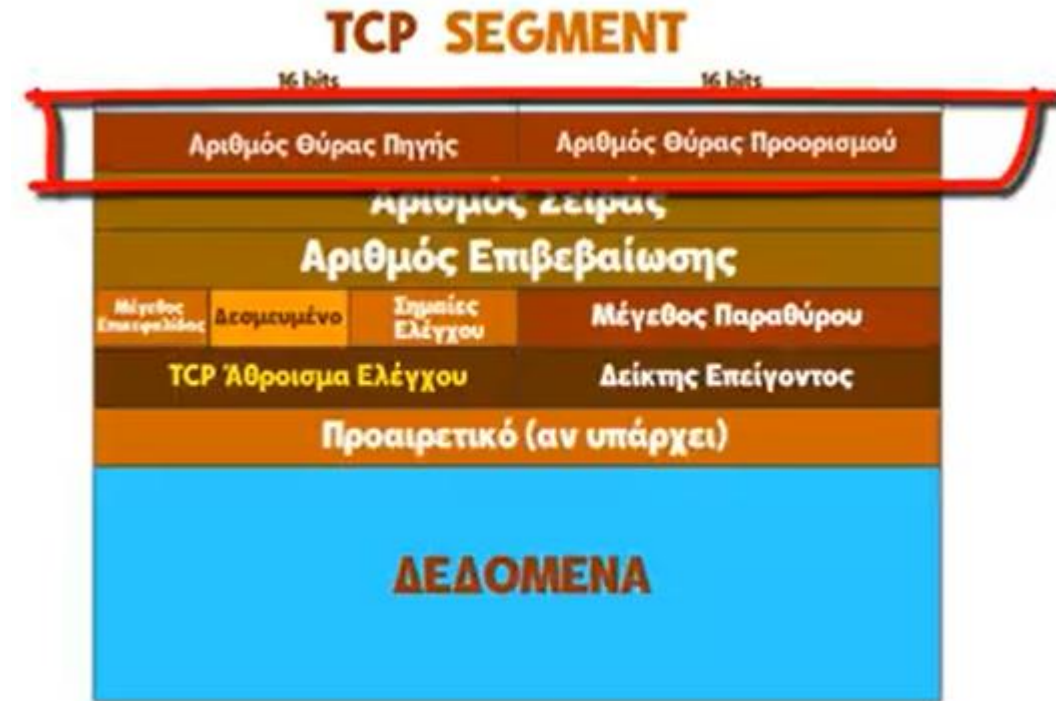 TCP SEGMENT
16 bits 16 bits
Αριθμός Θύρας Πηγής Αριθμός Θύρας Προορισμού
Αριθμός Σειράς
Αριθμός Επιβεβαίωσης
Μέγεθος Επικεφαλίδας Δεσμευμένο Σημαίες Ελέγχου Μέγεθος Παραθύρου
TCP Άθροισμα Ελέγχου Δείκτης Επείγοντος
Προαιρετικό (αν υπάρχει)
ΔΕΔΟΜΕΝΑ